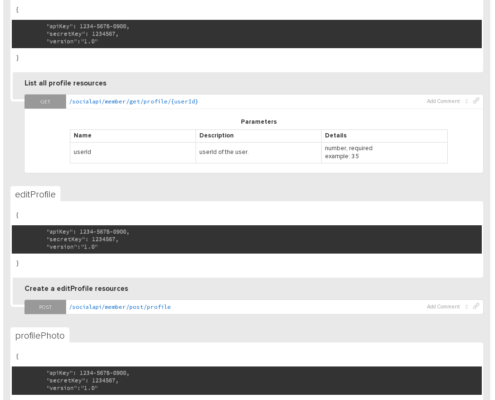 {
"apiKey": 1234-5678-8900,
"secretKey": 1234567,
"version":"1.0"
}
List all profile resources
GET /socialapi/member/get/profile/{userId} Add Comment
Parameters
Name Description Details
userId userId of the user. number, required
example: 35
editProfile
{
"apiKey": 1234-5678-8900,
"secretKey": 1234567,
"version":"1.0"
}
Create a editProfile resources
POST /socialapi/member/post/profile Add Comment
profilePhoto
{
"apiKey": 1234-5678-8900,
"secretKey": 1234567,
"version":"1.0"